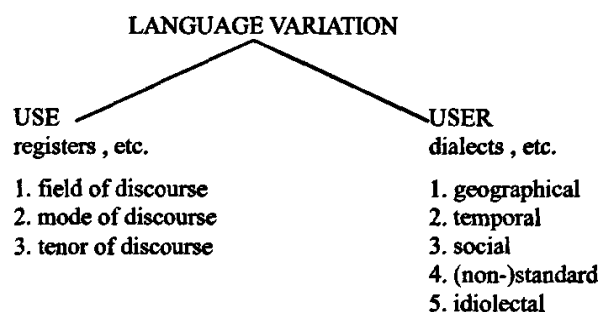 LANGUAGE VARIATION
USE
registers , etc.
1. field of discourse
2. mode of discourse
3. tenor of discourse
USER
dialects , etc.
1. geographical
2. temporal
3. social
4. (non-)standard
5. idiolectal